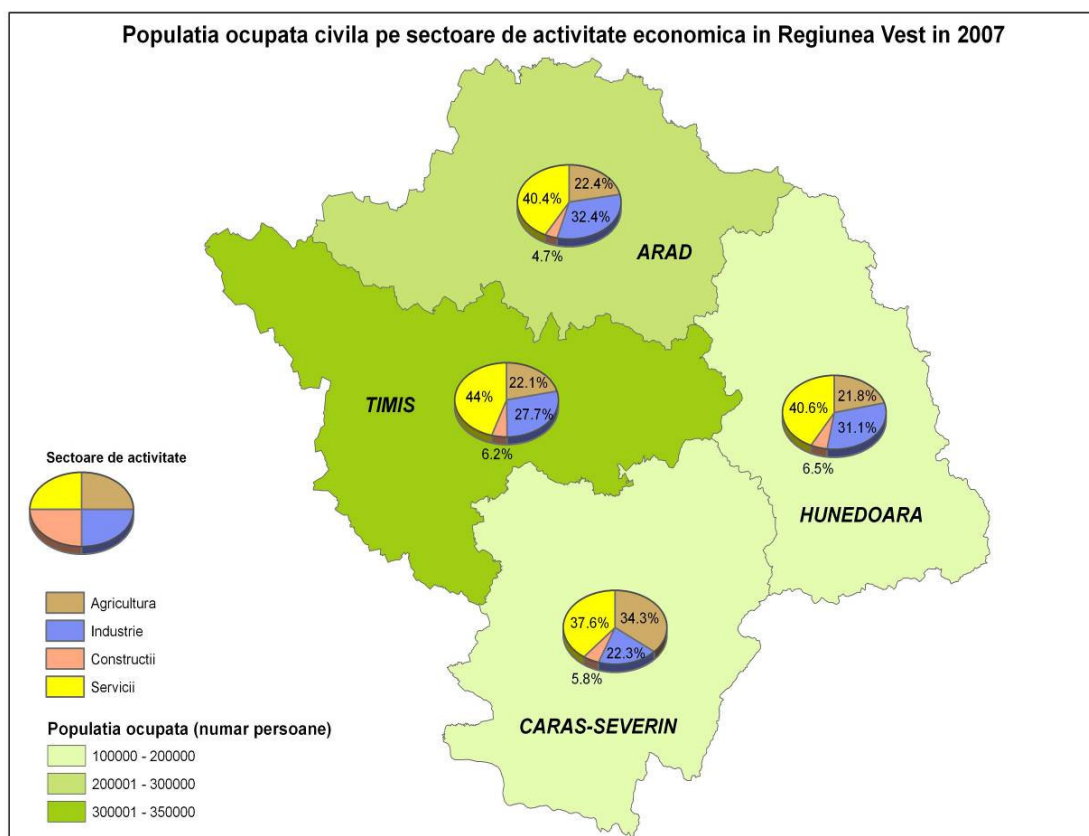 Populatia ocupata civila pe sectoare de activitate economica in Regiunea Vest in 2007
22.4%
40.4%
32.4%
4.7%
ARAD
22.1%
44%
27.7%
6.2%
TIMIS
21.8%
40.6%
31.1%
6.5%
HUNEDOARA
34.3%
37.6%
22.3%
5.8%
CARAS-SEVERIN
Sectoare de activitate
Agricultura
Industrie
Constructii
Servicii
Populatia ocupata (numar persoane)
100000 - 200000
200001 - 300000
300001 - 350000